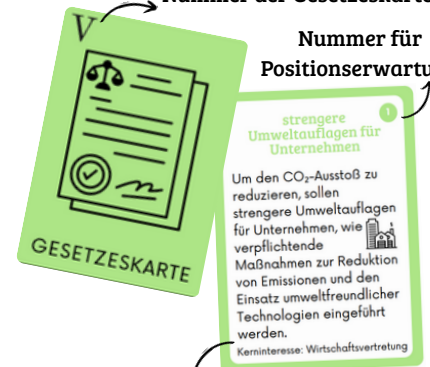 Nummer der Gesetzeskarte
V
Nummer für
GESETZESKARTE
strengere
Umweltauflagen für
Unternehmen
1
Um den CO₂-Ausstoß zu
reduzieren, sollen
strengere Umweltauflagen
für Unternehmen, wie
verpflichtende
Maßnahmen zur Reduktion
von Emissionen und den
Einsatz umweltfreundlicher
Technologien eingeführt
werden.
Kerninteresse: Wirtschaftsvertretung